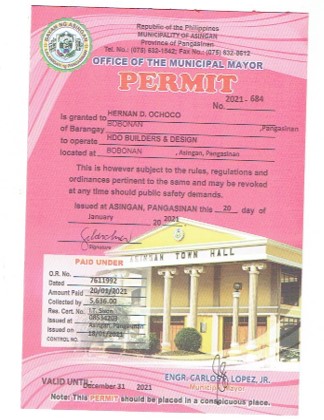 Republic of the Philippines
MUNICIPALITY OF ASINGAN
Province of Pangasinan
Tel. No.: (075) 632-1542; Fax No.: (075) 632-0612
OFFICE OF THE MUNICIPAL MAYOR
PERMIT
No. 2021 - 684
Is granted to HERNAN D. OCHOCO
of Barangay BOBONAN ,Pangasinan
to operate HDO BUILDERS & DESIGN
located at BOBONAN , Asingan, Pangasinan
This is however subject to the rules, regulations and
ordinances pertinent to the same and may be revoked
at any time should public safety demands.
Issued at ASINGAN, PANGASINAN this 20 day of
January 20 2021.
Signature
ASINGAN TOWN HALL
PAID UNDER
O.R. No.
Dated 7611992
Amount Paid 20/01/2021
Collected by 5,636.00
Res. Cert. No.
Issued at
Issued on Asingan, Pangasinan
CONTROL NO. 18/01/2021
ENGR. CARLOS LOPEZ, JR.
Municipal Mayor
VALID UNTIL: December 31 2021
Note: This PERMIT should be placed in a conspicuous place.